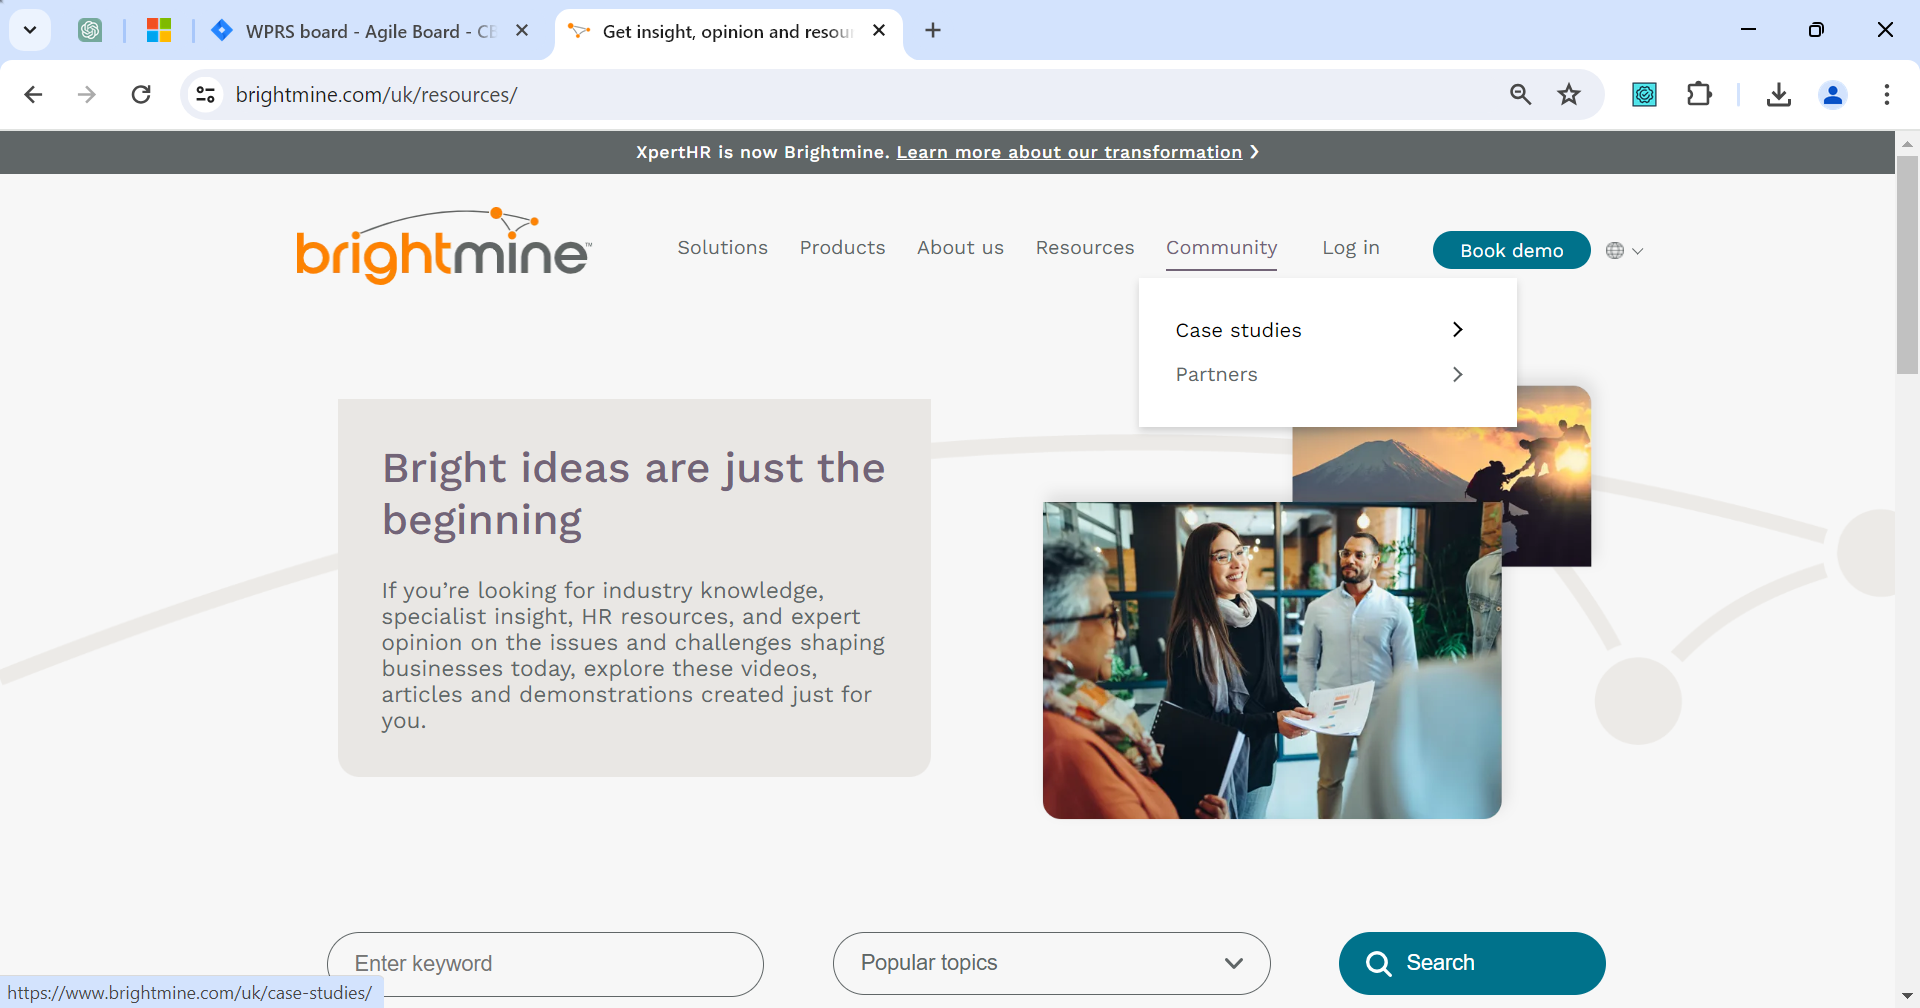 WPRS board - Agile Board - CE
Get insight, opinion and resou
brightmine.com/uk/resources/
XpertHR is now Brightmine. Learn more about our transformation
brightmine™
Solutions Products About us Resources Community Log in Book demo
Case studies
Partners
Bright ideas are just the
beginning
If you’re looking for industry knowledge,
specialist insight, HR resources, and expert
opinion on the issues and challenges shaping
businesses today, explore these videos,
articles and demonstrations created just for
you.
Enter keyword
Popular topics
Search
https://www.brightmine.com/uk/case-studies/